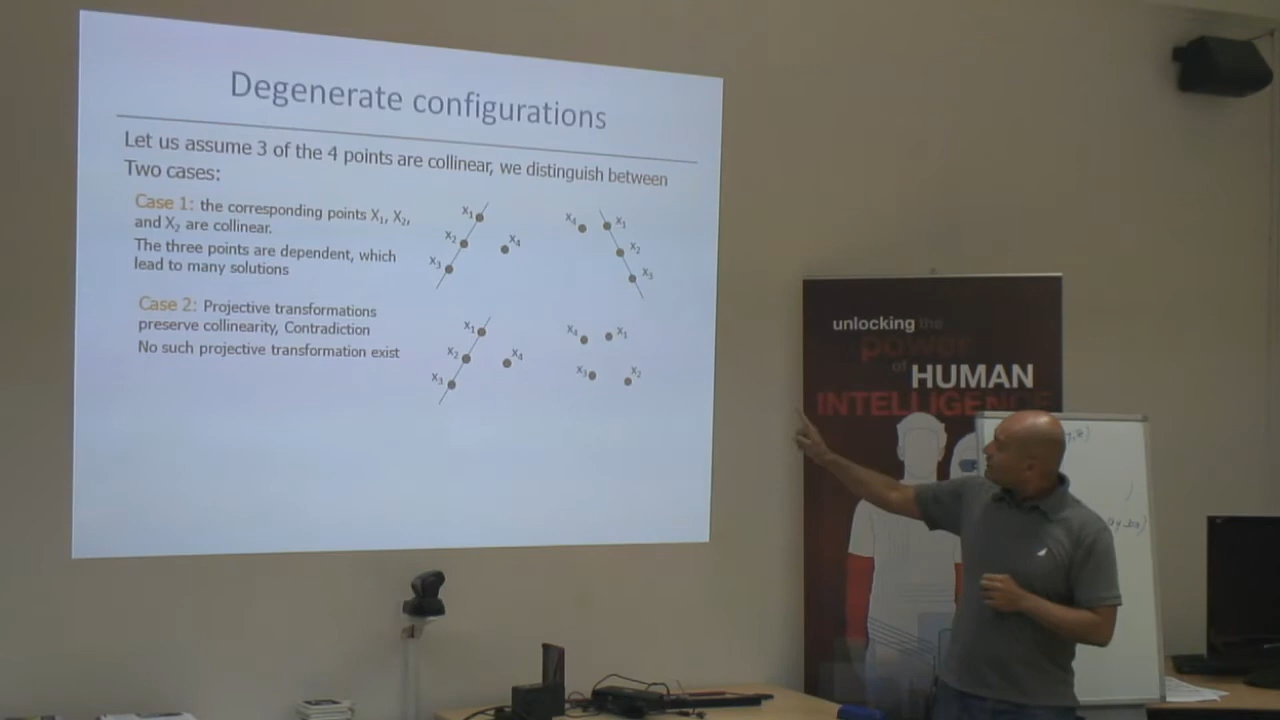 Degenerate configurations
Let us assume 3 of the 4 points are collinear, we distinguish between
Two cases:
Case 1: the corresponding points X₁, X₂,
and X₂ are collinear.
The three points are dependent, which
lead to many solutions
X₁
X₂
X₃
X₄
X₄
X₁
X₂
X₃
Case 2: Projective transformations
preserve collinearity, Contradiction
No such projective transformation exist
X₁
X₂
X₃
X₄
X₄
X₁
X₃
X₂
unlocking the
power
of HUMAN
INTELLIGENCE